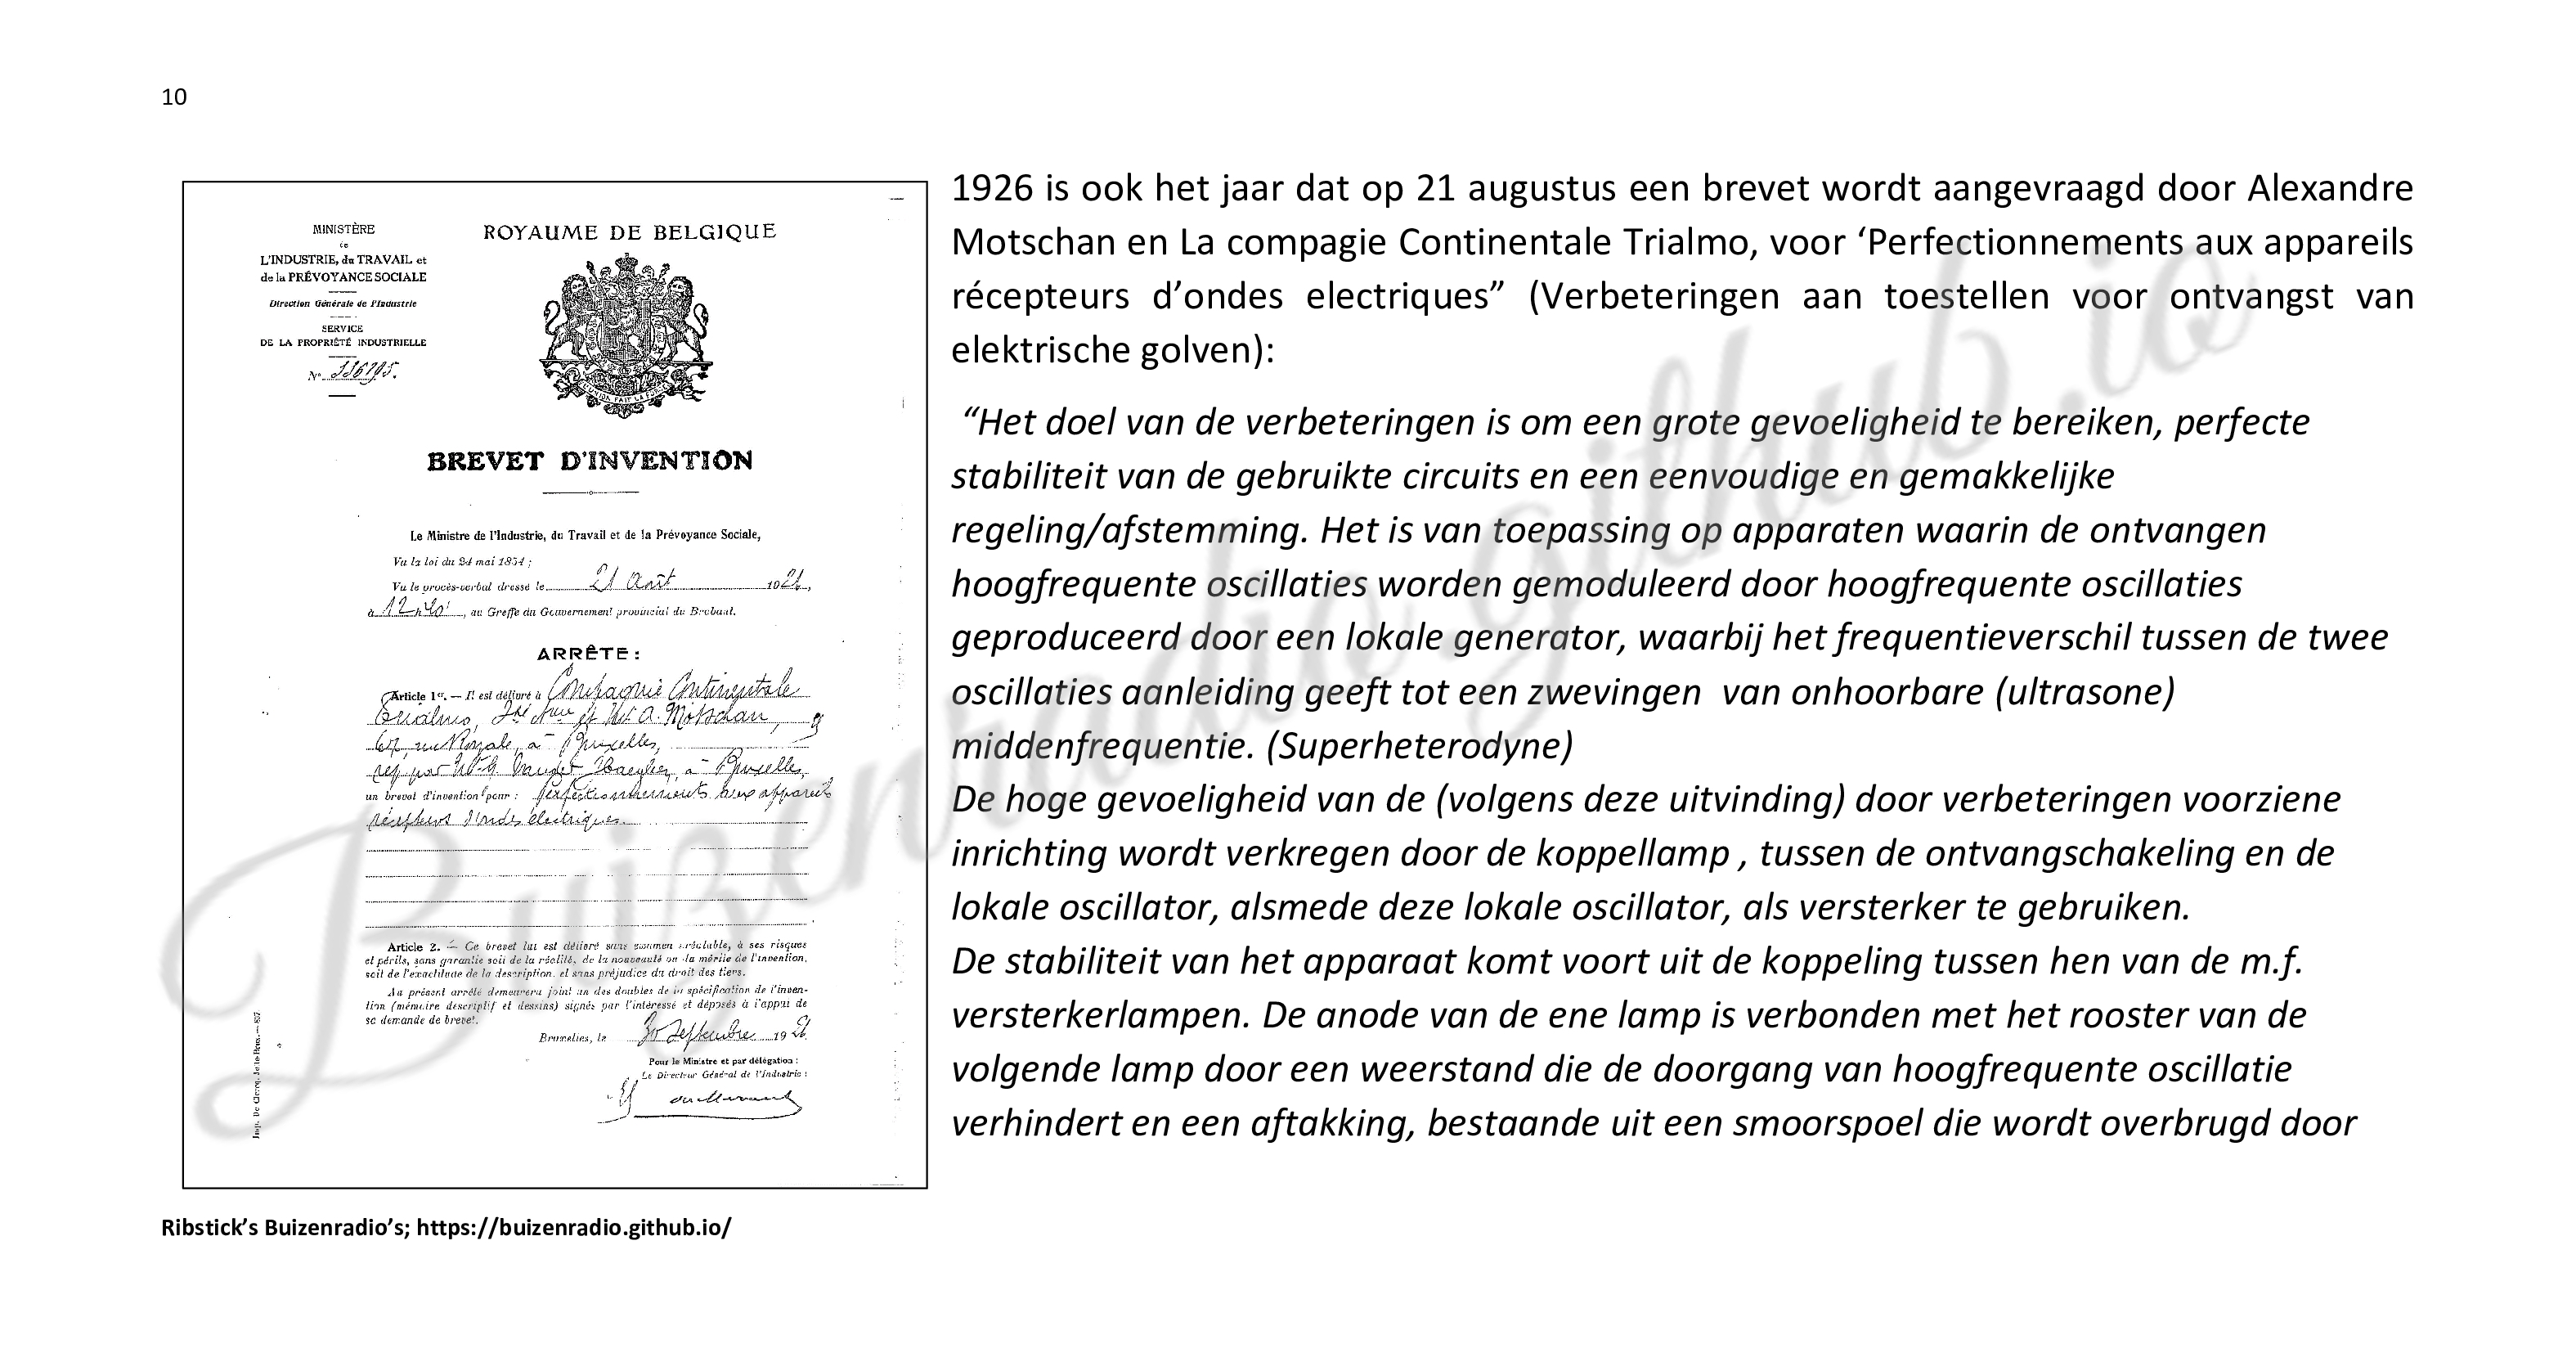 10
MINISTÈRE
de
L'INDUSTRIE, du TRAVAIL et
de la PRÉVOYANCE SOCIALE
Direction Générale de l'Industrie
SERVICE
DE LA PROPRIÉTÉ INDUSTRIELLE
N°
ROYAUME DE BELGIQUE
BREVET D'INVENTION
Le Ministre de l'Industrie, du Travail et de la Prévoyance Sociale,
Vu la loi du 24 mai 1854 ;
Vu le procès-verbal dressé le 21 Août 1926,
à 12 h 40', au Greffe du Gouvernement provincial du Brabant.
ARRÊTE :
Article 1er. — Il est délivré à Compagnie Continentale
Trialmo, et Mr. A. Motschan,
rue Royale, à Bruxelles,
rep. par à Bruxelles,
un brevet d'invention pour : Perfectionnements aux appareils
récepteurs d'ondes électriques.
Article 2. — Ce brevet lui est délivré sans examen préalable, à ses risques
et périls, sans garantie soit de la réalité, de la nouveauté ou du mérite de l'invention,
soit de l'exactitude de la description, et sans préjudice du droit des tiers.
Au présent arrêté demeurera joint un des doubles de la spécification de l'inven-
tion (mémoire descriptif et dessins) signés par l'intéressé et déposés à l'appui de
sa demande de brevet.
Bruxelles, le 30 Septembre 1926
Pour le Ministre et par délégation :
Le Directeur Général de l'Industrie :
1926 is ook het jaar dat op 21 augustus een brevet wordt aangevraagd door Alexandre
Motschan en La compagie Continentale Trialmo, voor ‘Perfectionnements aux appareils
récepteurs d’ondes electriques” (Verbeteringen aan toestellen voor ontvangst van
elektrische golven):
“Het doel van de verbeteringen is om een grote gevoeligheid te bereiken, perfecte
stabiliteit van de gebruikte circuits en een eenvoudige en gemakkelijke
regeling/afstemming. Het is van toepassing op apparaten waarin de ontvangen
hoogfrequente oscillaties worden gemoduleerd door hoogfrequente oscillaties
geproduceerd door een lokale generator, waarbij het frequentieverschil tussen de twee
oscillaties aanleiding geeft tot een zwevingen van onhoorbare (ultrasone)
middenfrequentie. (Superheterodyne)
De hoge gevoeligheid van de (volgens deze uitvinding) door verbeteringen voorziene
inrichting wordt verkregen door de koppellamp , tussen de ontvangschakeling en de
lokale oscillator, alsmede deze lokale oscillator, als versterker te gebruiken.
De stabiliteit van het apparaat komt voort uit de koppeling tussen hen van de m.f.
versterkerlampen. De anode van de ene lamp is verbonden met het rooster van de
volgende lamp door een weerstand die de doorgang van hoogfrequente oscillatie
verhindert en een aftakking, bestaande uit een smoorspoel die wordt overbrugd door
Buizenradio.github.io
Ribstick’s Buizenradio’s; https://buizenradio.github.io/